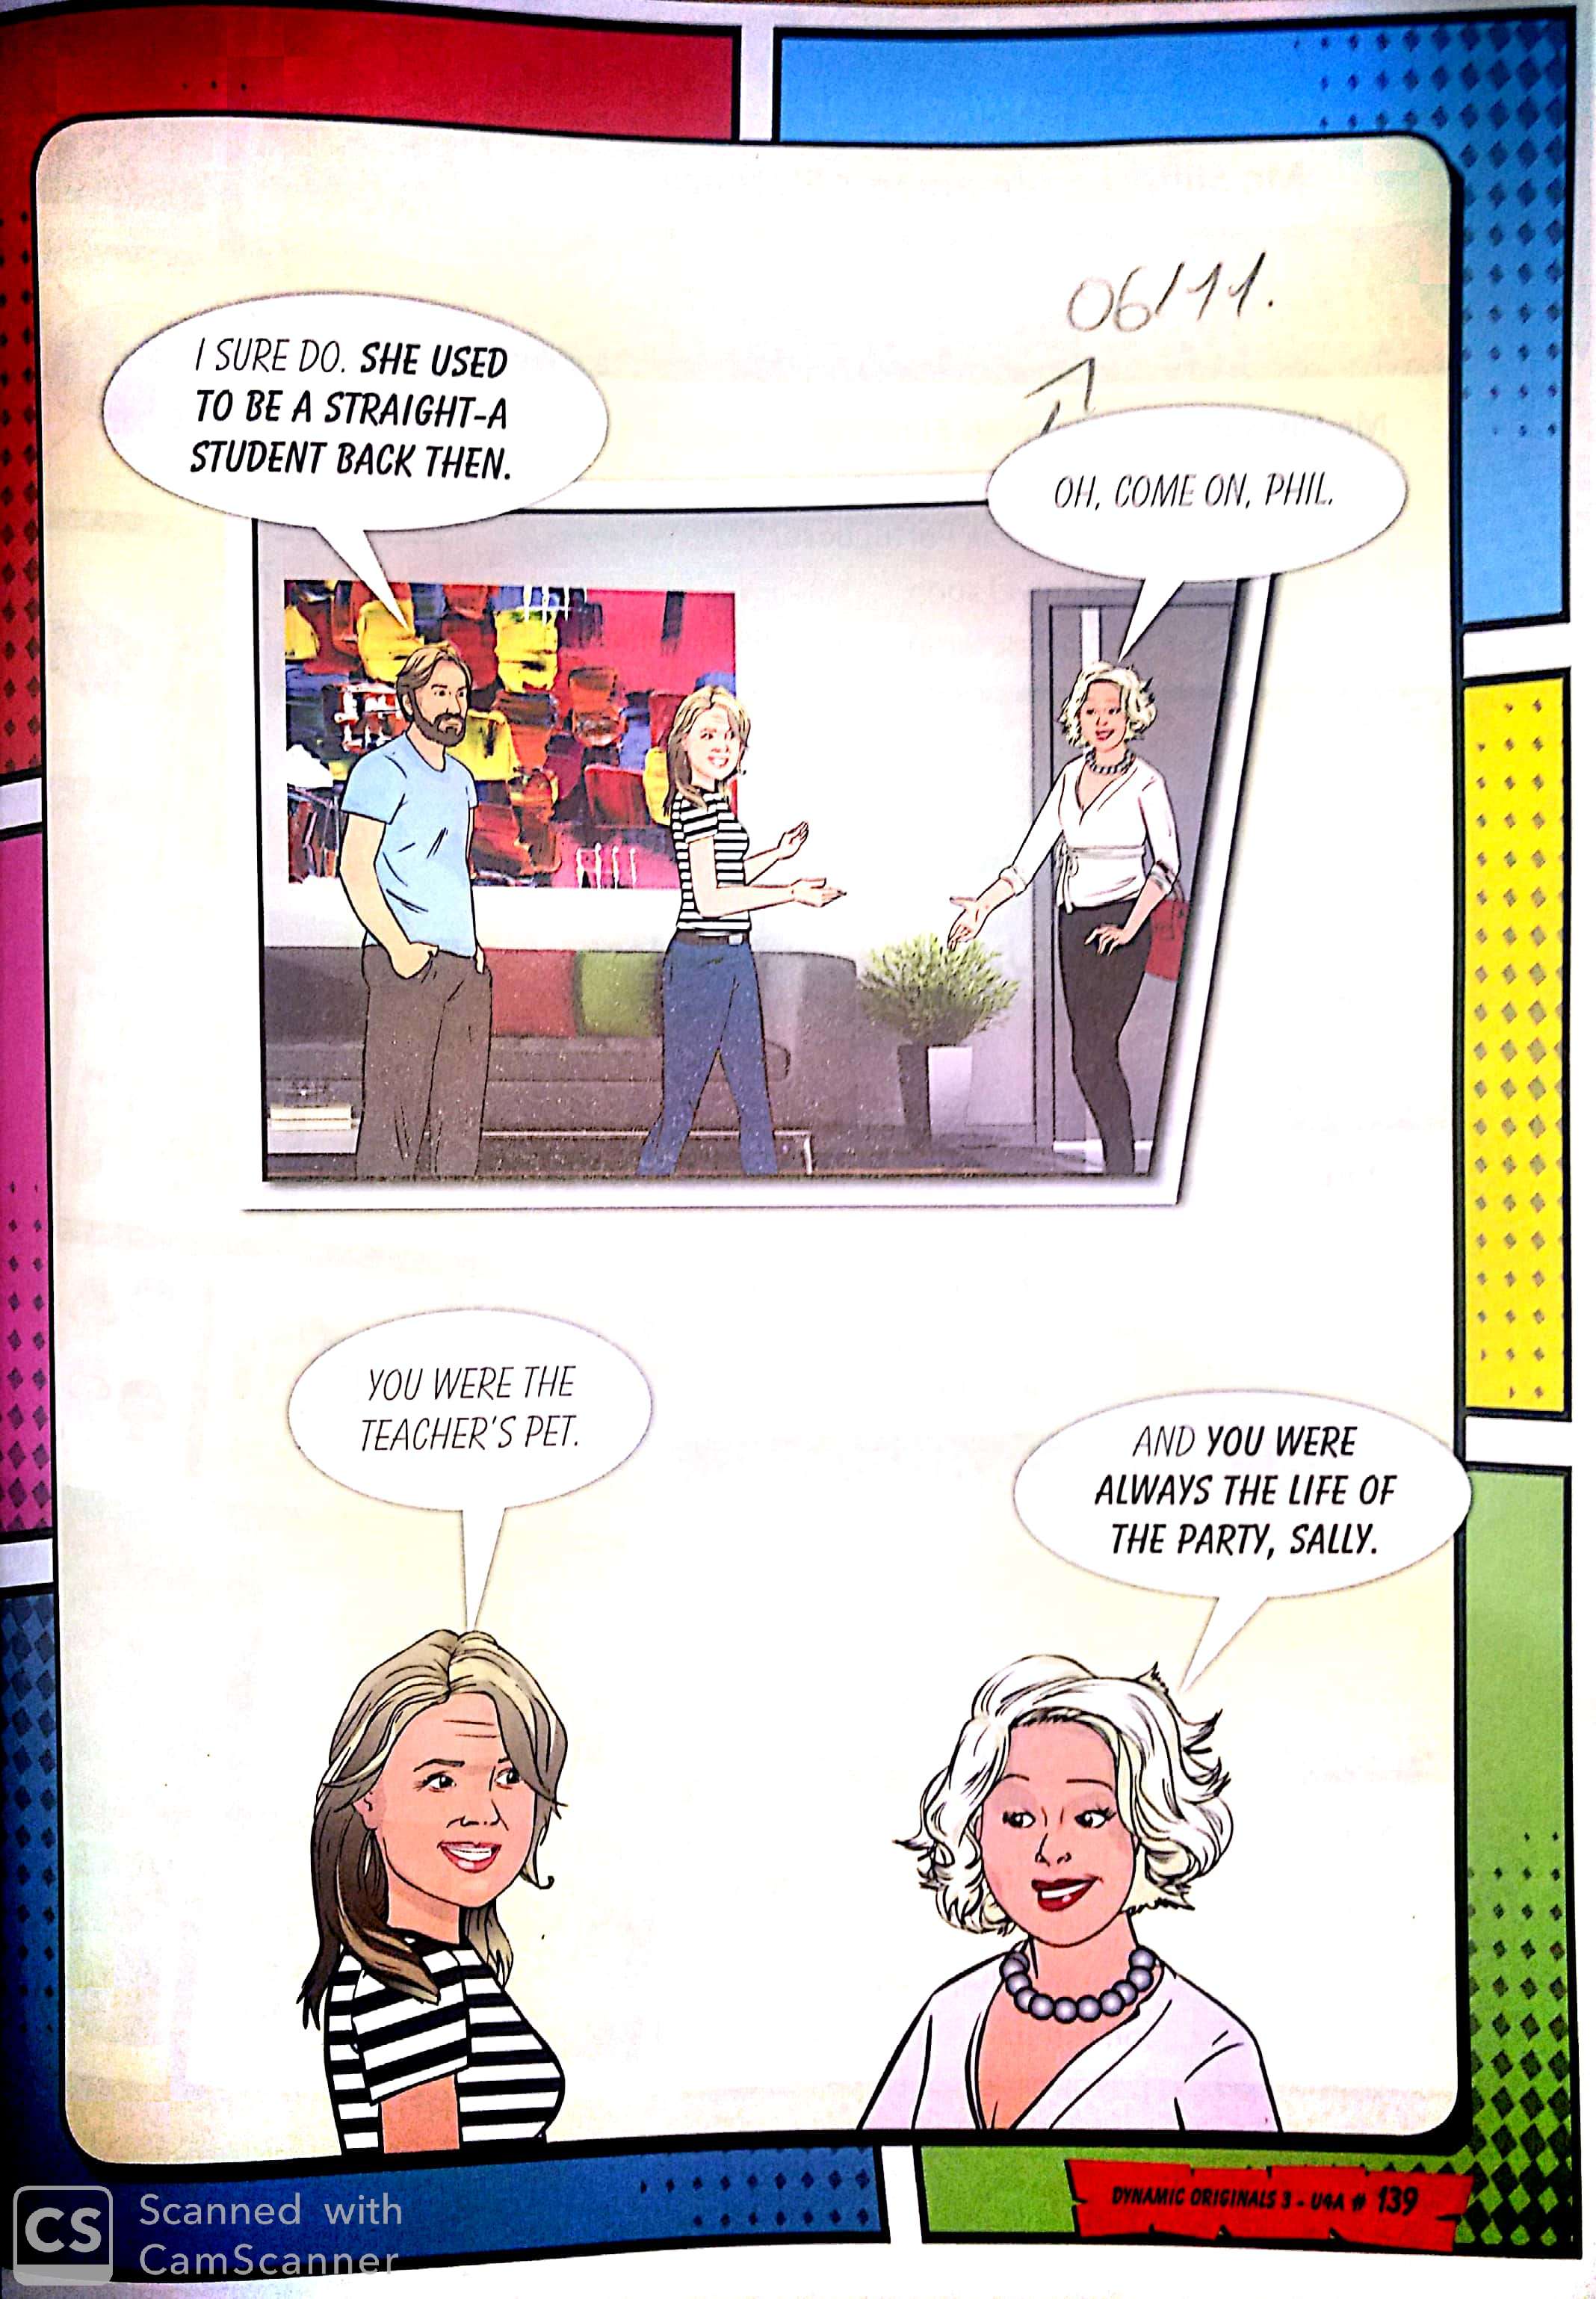 06/11.
I SURE DO. SHE USED
TO BE A STRAIGHT-A
STUDENT BACK THEN.
OH, COME ON, PHIL.
YOU WERE THE
TEACHER'S PET.
AND YOU WERE
ALWAYS THE LIFE OF
THE PARTY, SALLY.
DYNAMIC ORIGINALS 3 - U4A # 139
CS
Scanned with
CamScanner